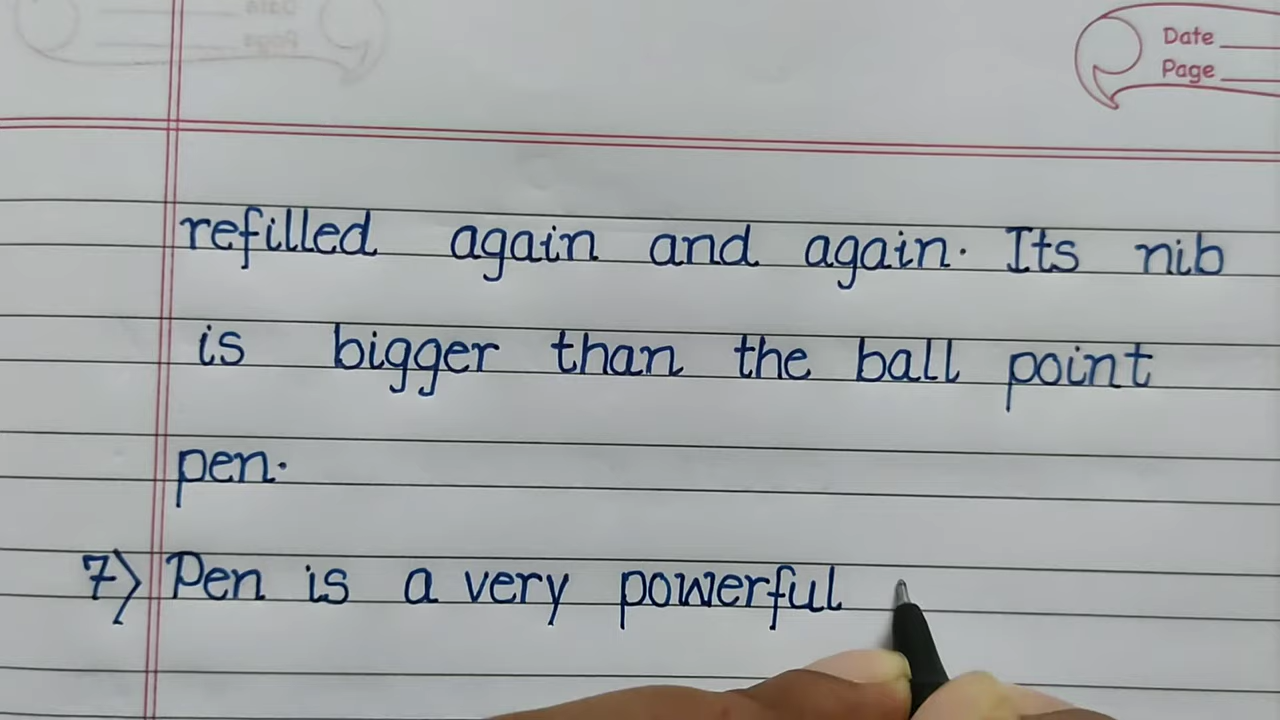 Date
Page
refilled again and again. Its nib
is bigger than the ball point
pen.
7) Pen is a very powerful